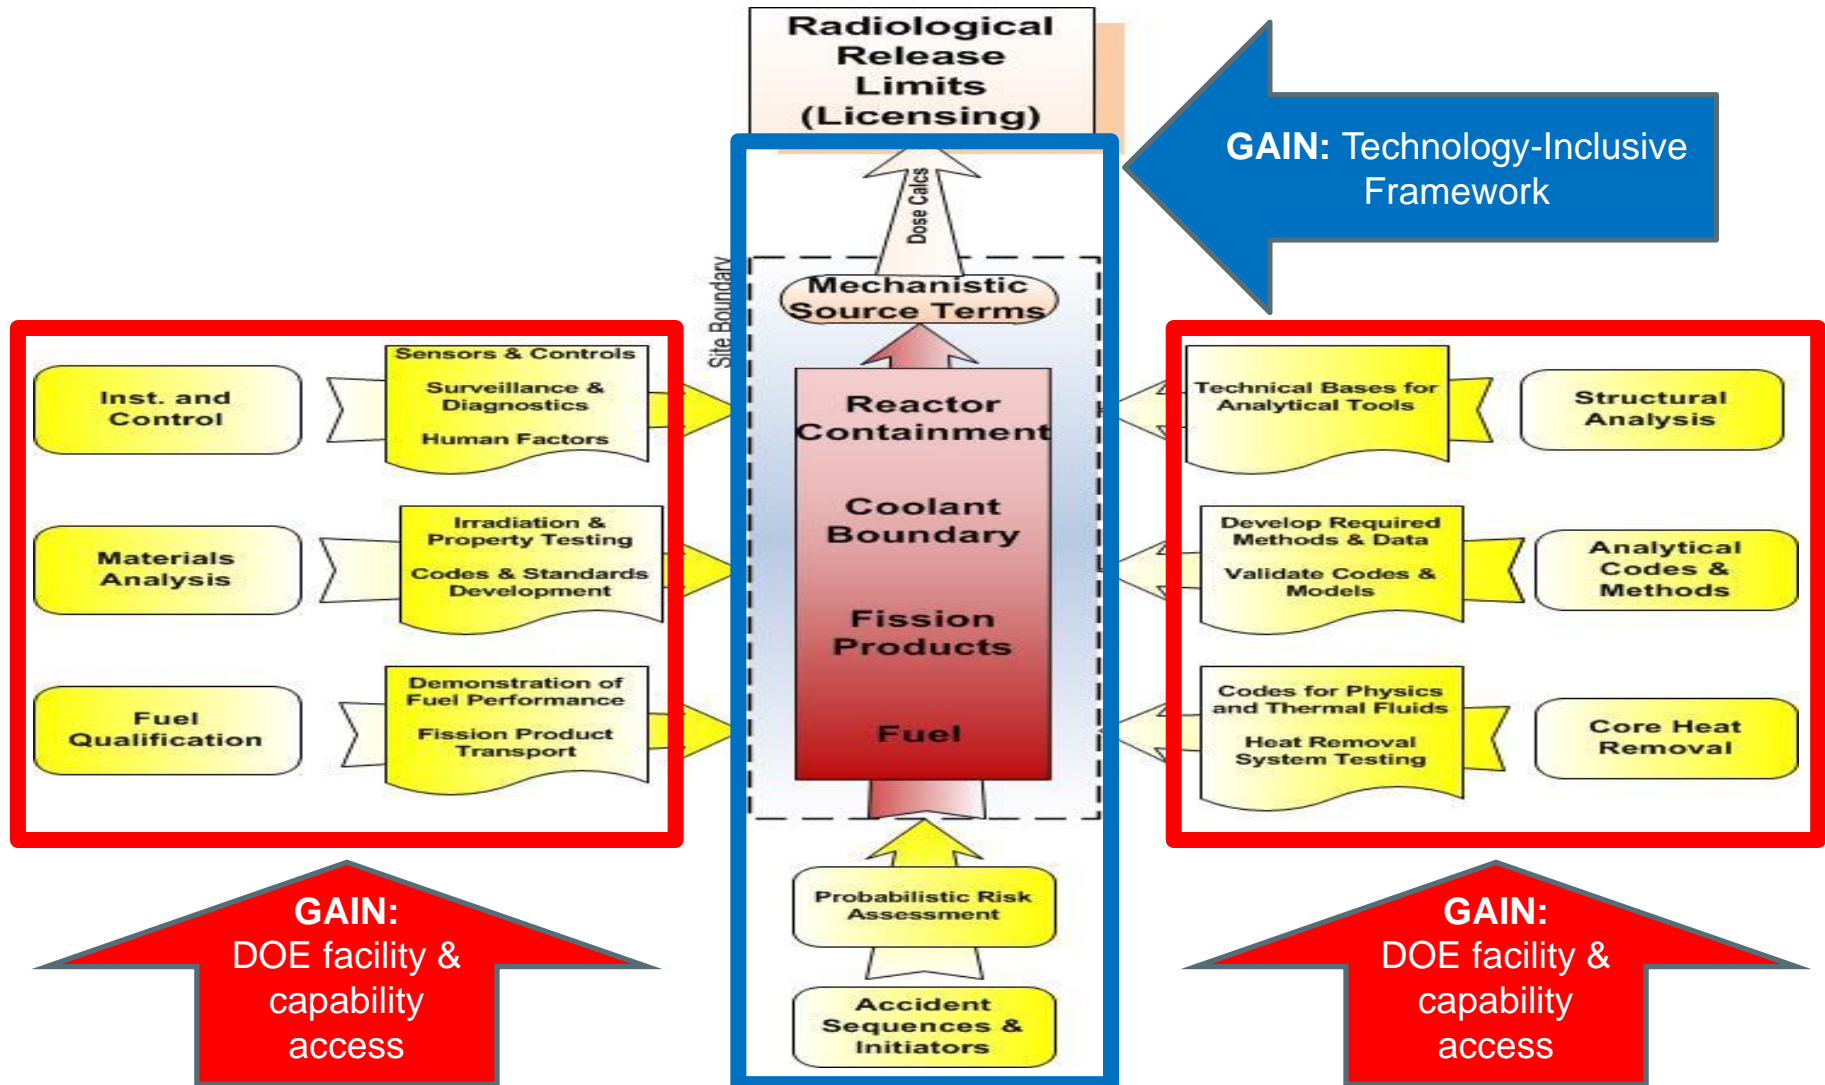 Radiological
Release
Limits
(Licensing)
GAIN: Technology-Inclusive
Framework
Dose Calcs
Site Boundary
Mechanistic
Source Terms
Inst. and
Control
Sensors & Controls
Surveillance &
Diagnostics
Human Factors
Materials
Analysis
Irradiation &
Property Testing
Codes & Standards
Development
Fuel
Qualification
Demonstration of
Fuel Performance
Fission Product
Transport
Reactor
Containment
Coolant
Boundary
Fission
Products
Fuel
Technical Bases for
Analytical Tools
Structural
Analysis
Develop Required
Methods & Data
Validate Codes &
Models
Analytical
Codes &
Methods
Codes for Physics
and Thermal Fluids
Heat Removal
System Testing
Core Heat
Removal
Probabilistic Risk
Assessment
Accident
Sequences &
Initiators
GAIN:
DOE facility &
capability
access
GAIN:
DOE facility &
capability
access